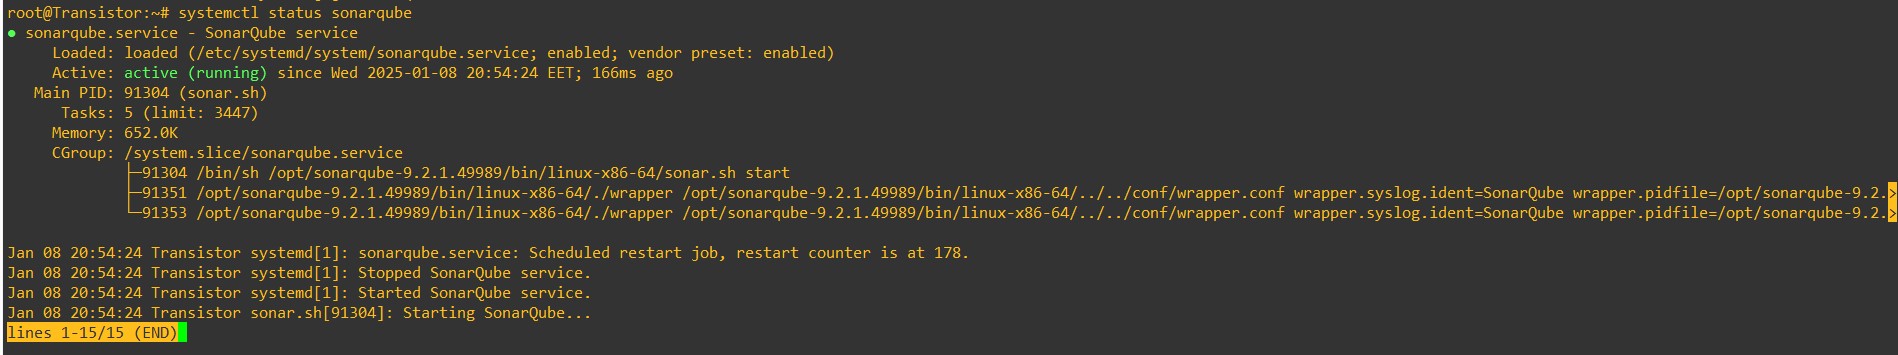 root@Transistor:~# systemctl status sonarqube
● sonarqube.service - SonarQube service
Loaded: loaded (/etc/systemd/system/sonarqube.service; enabled; vendor preset: enabled)
Active: active (running) since Wed 2025-01-08 20:54:24 EET; 166ms ago
Main PID: 91304 (sonar.sh)
Tasks: 5 (limit: 3447)
Memory: 652.0K
CGroup: /system.slice/sonarqube.service
├─91304 /bin/sh /opt/sonarqube-9.2.1.49989/bin/linux-x86-64/sonar.sh start
├─91351 /opt/sonarqube-9.2.1.49989/bin/linux-x86-64/./wrapper /opt/sonarqube-9.2.1.49989/bin/linux-x86-64/../../conf/wrapper.conf wrapper.syslog.ident=SonarQube wrapper.pidfile=/opt/sonarqube-9.2.>
└─91353 /opt/sonarqube-9.2.1.49989/bin/linux-x86-64/./wrapper /opt/sonarqube-9.2.1.49989/bin/linux-x86-64/../../conf/wrapper.conf wrapper.syslog.ident=SonarQube wrapper.pidfile=/opt/sonarqube-9.2.>
Jan 08 20:54:24 Transistor systemd[1]: sonarqube.service: Scheduled restart job, restart counter is at 178.
Jan 08 20:54:24 Transistor systemd[1]: Stopped SonarQube service.
Jan 08 20:54:24 Transistor systemd[1]: Started SonarQube service.
Jan 08 20:54:24 Transistor sonar.sh[91304]: Starting SonarQube...
lines 1-15/15 (END)